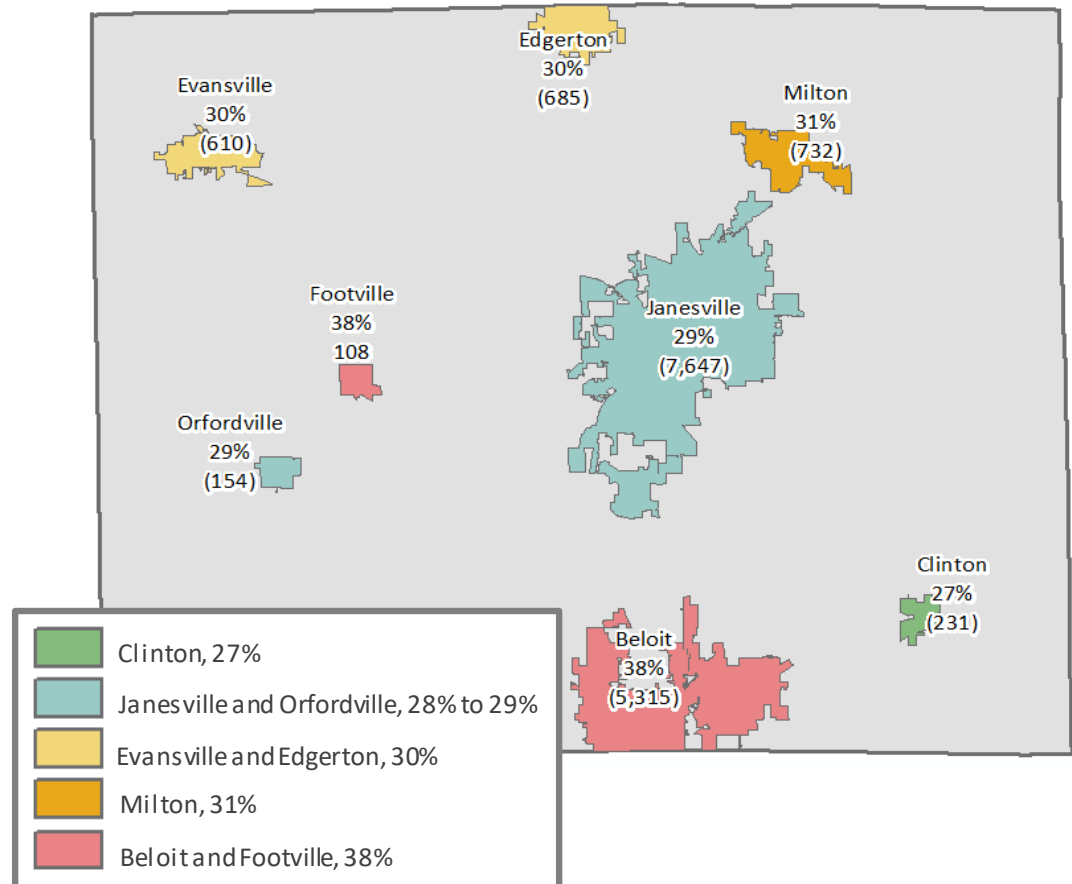 Edgerton
30%
(685)
Evansville
30%
(610)
Milton
31%
(732)
Footville
38%
108
Janesville
29%
(7,647)
Orfordville
29%
(154)
Clinton
27%
(231)
Beloit
38%
(5,315)
Clinton, 27%
Janesville and Orfordville, 28% to 29%
Evansville and Edgerton, 30%
Milton, 31%
Beloit and Footville, 38%